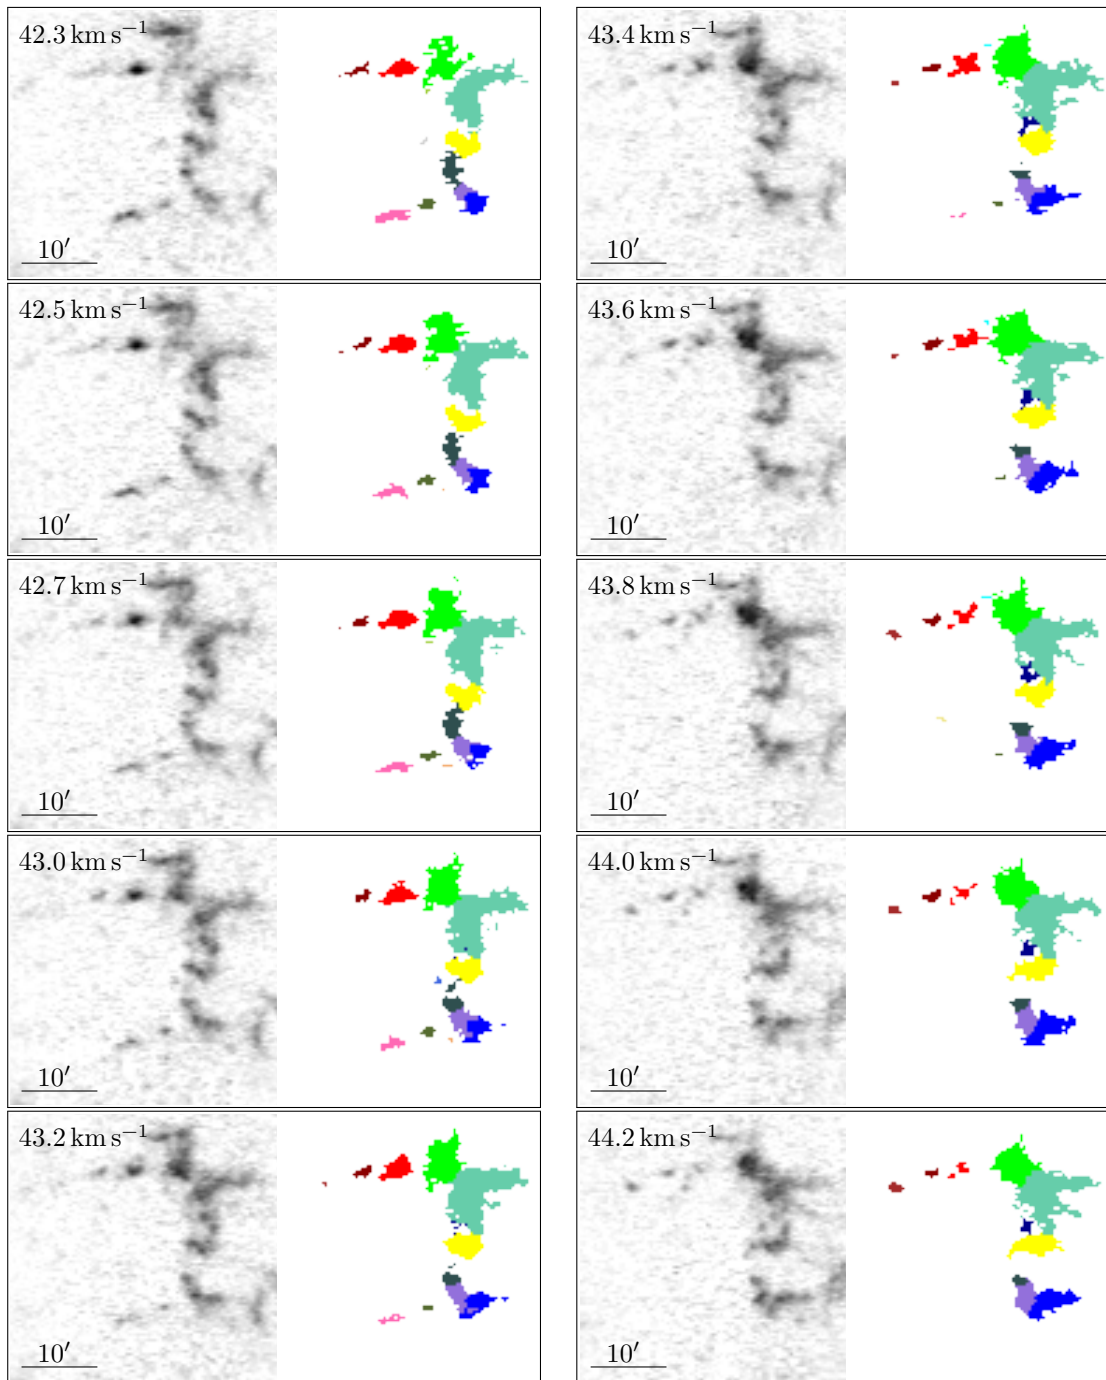 42.3 km s⁻¹
10′
42.5 km s⁻¹
10′
42.7 km s⁻¹
10′
43.0 km s⁻¹
10′
43.2 km s⁻¹
10′
43.4 km s⁻¹
10′
43.6 km s⁻¹
10′
43.8 km s⁻¹
10′
44.0 km s⁻¹
10′
44.2 km s⁻¹
10′